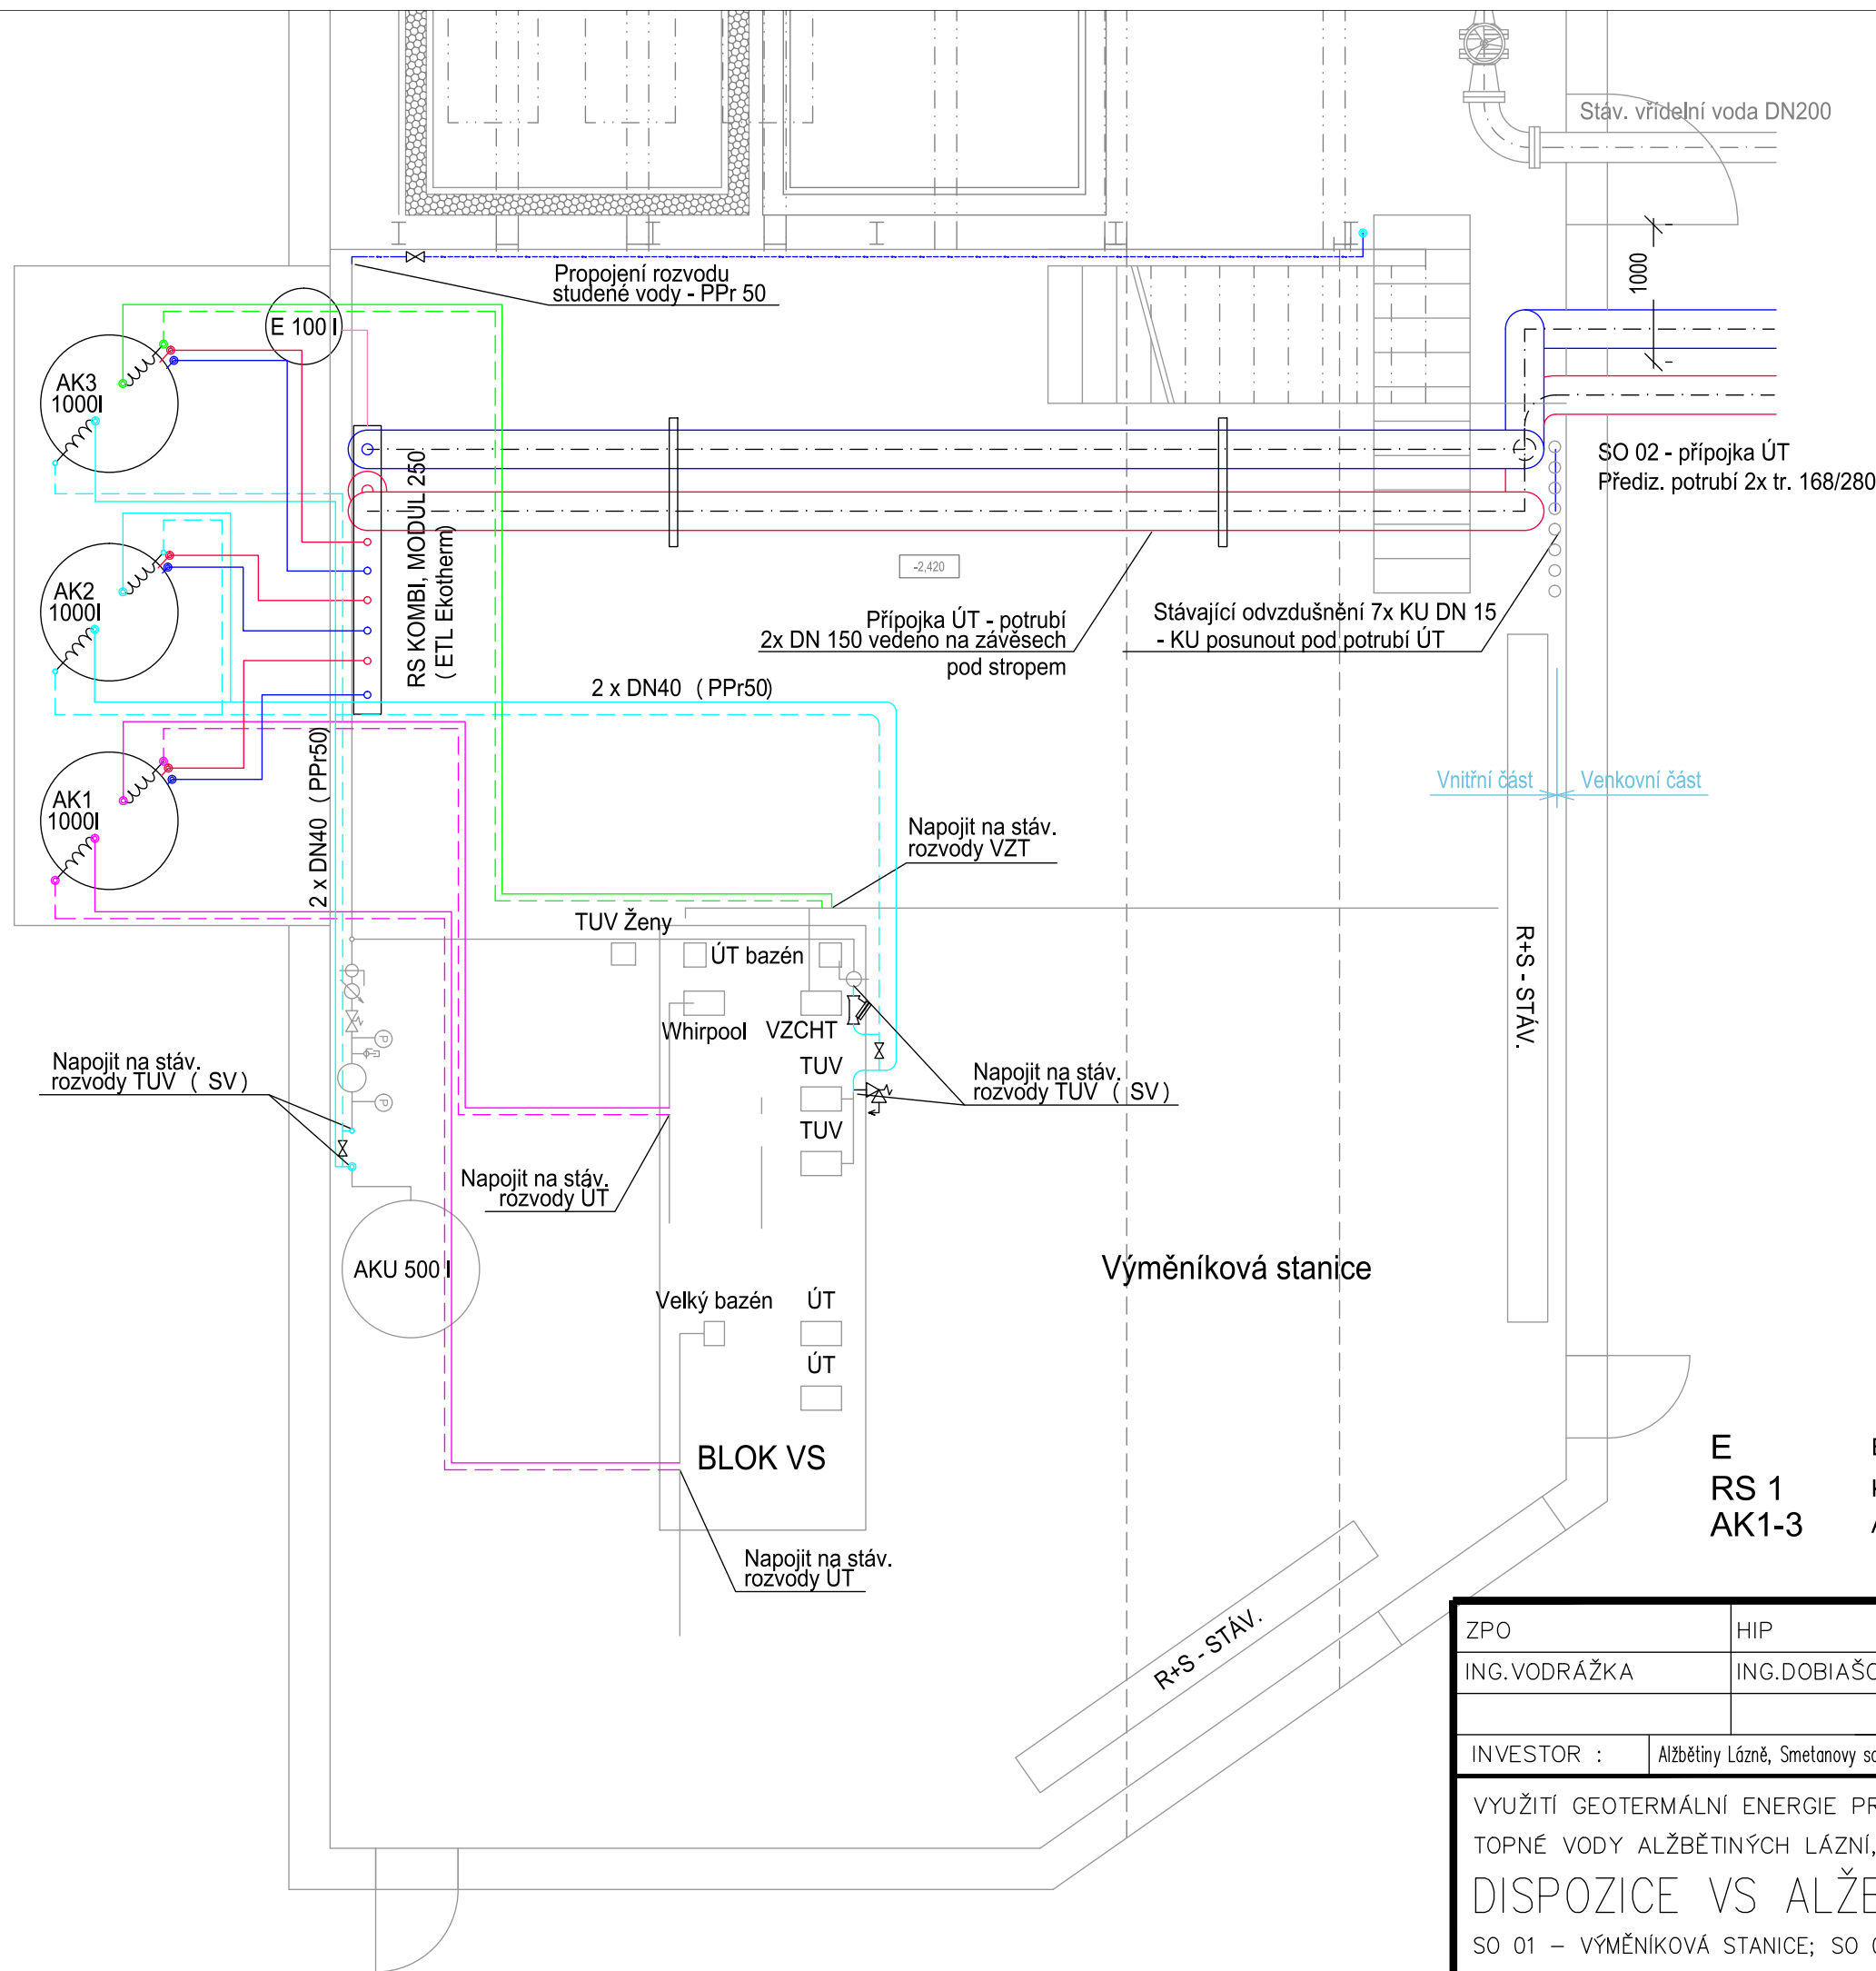 Stáv. vřídelní voda DN200
1000
Propojení rozvodu
studené vody - PPr 50
E 100 l
AK3
1000l
RS KOMBI, MODUL 250
( ETL Ekotherm)
SO 02 - přípojka ÚT
Prědiz. potrubí 2x tr. 168/280
-2,420
AK2
1000l
Přípojka ÚT - potrubí
2x DN 150 vedeno na závěsech
pod stropem
Stávající odvzdušnění 7x KU DN 15
- KU posunout pod potrubí ÚT
2 x DN40 ( PPr50)
2 x DN40 ( PPr50)
Vnitřní část
Venkovní část
AK1
1000l
Napojit na stáv.
rozvody VZT
TUV Ženy
ÚT bazén
R+S - STÁV.
Whirpool
VZCHT
TUV
TUV
P
P
Napojit na stáv.
rozvody TUV ( SV)
Napojit na stáv.
rozvody TUV ( SV)
Napojit na stáv.
rozvody ÚT
AKU 500 l
Výměníková stanice
Velký bazén
ÚT
ÚT
BLOK VS
Napojit na stáv.
rozvody ÚT
R+S - STÁV.
E
RS 1
AK1-3
ZPO
HIP
ING.VODRÁŽKA
ING.DOBIAŠO
INVESTOR :
Alžbětiny Lázně, Smetanovy
VYUŽITÍ GEOTERMÁLNÍ ENERGIE
TOPNÉ VODY ALŽBĚTINÝCH LÁZNÍ,
DISPOZICE VS
SO 01 – VÝMĚNÍKOVÁ STANICE; SO